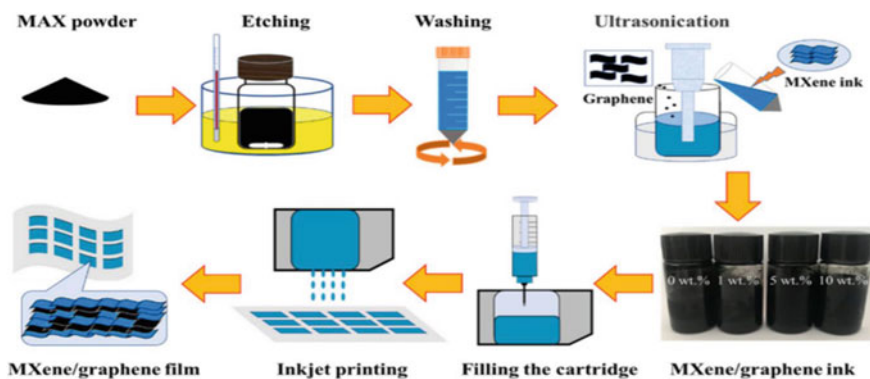 MAX powder
Etching
Washing
Ultrasonication
Graphene
MXene ink
0 wt.%
1 wt.%
5 wt.%
10 wt.%
MXene/graphene film
Inkjet printing
Filling the cartridge
MXene/graphene ink